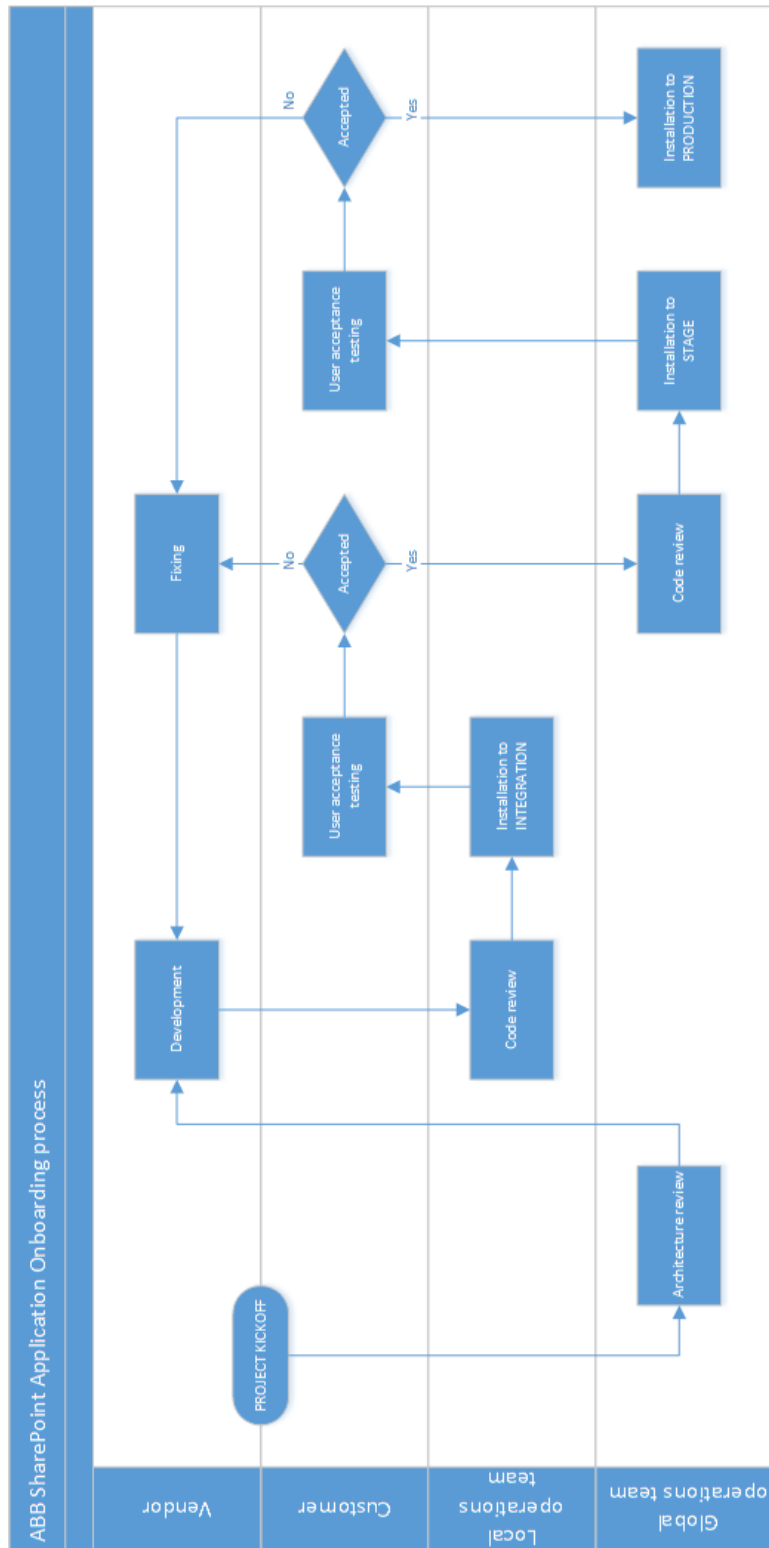 ABB SharePoint Application Onboarding process
Vendor
Customer
Local
operations
team
Global
operations team
PROJECT KICKOFF
Architecture review
Development
Code review
Installation to
INTEGRATION
User acceptance
testing
Accepted
No
Yes
Fixing
Code review
Installation to
STAGE
User acceptance
testing
Accepted
No
Yes
Installation to
PRODUCTION